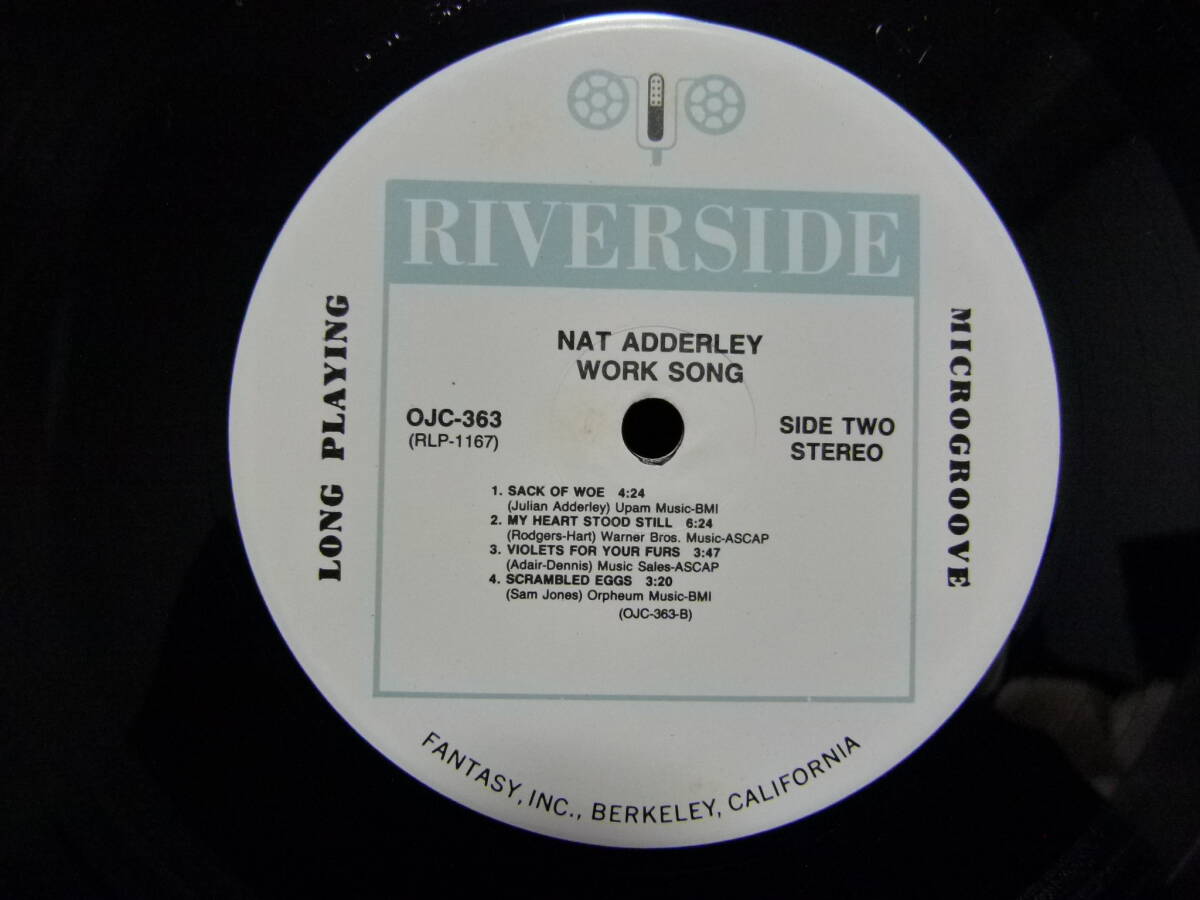 RIVERSIDE
LONG PLAYING
MICROGROOVE
NAT ADDERLEY
WORK SONG
OJC-363
(RLP-1167)
SIDE TWO
STEREO
1. SACK OF WOE 4:24
(Julian Adderley) Upam Music-BMI
2. MY HEART STOOD STILL 6:24
(Rodgers-Hart) Warner Bros. Music-ASCAP
3. VIOLETS FOR YOUR FURS 3:47
(Adair-Dennis) Music Sales-ASCAP
4. SCRAMBLED EGGS 3:20
(Sam Jones) Orpheum Music-BMI
(OJC-363-B)
FANTASY, INC., BERKELEY, CALIFORNIA